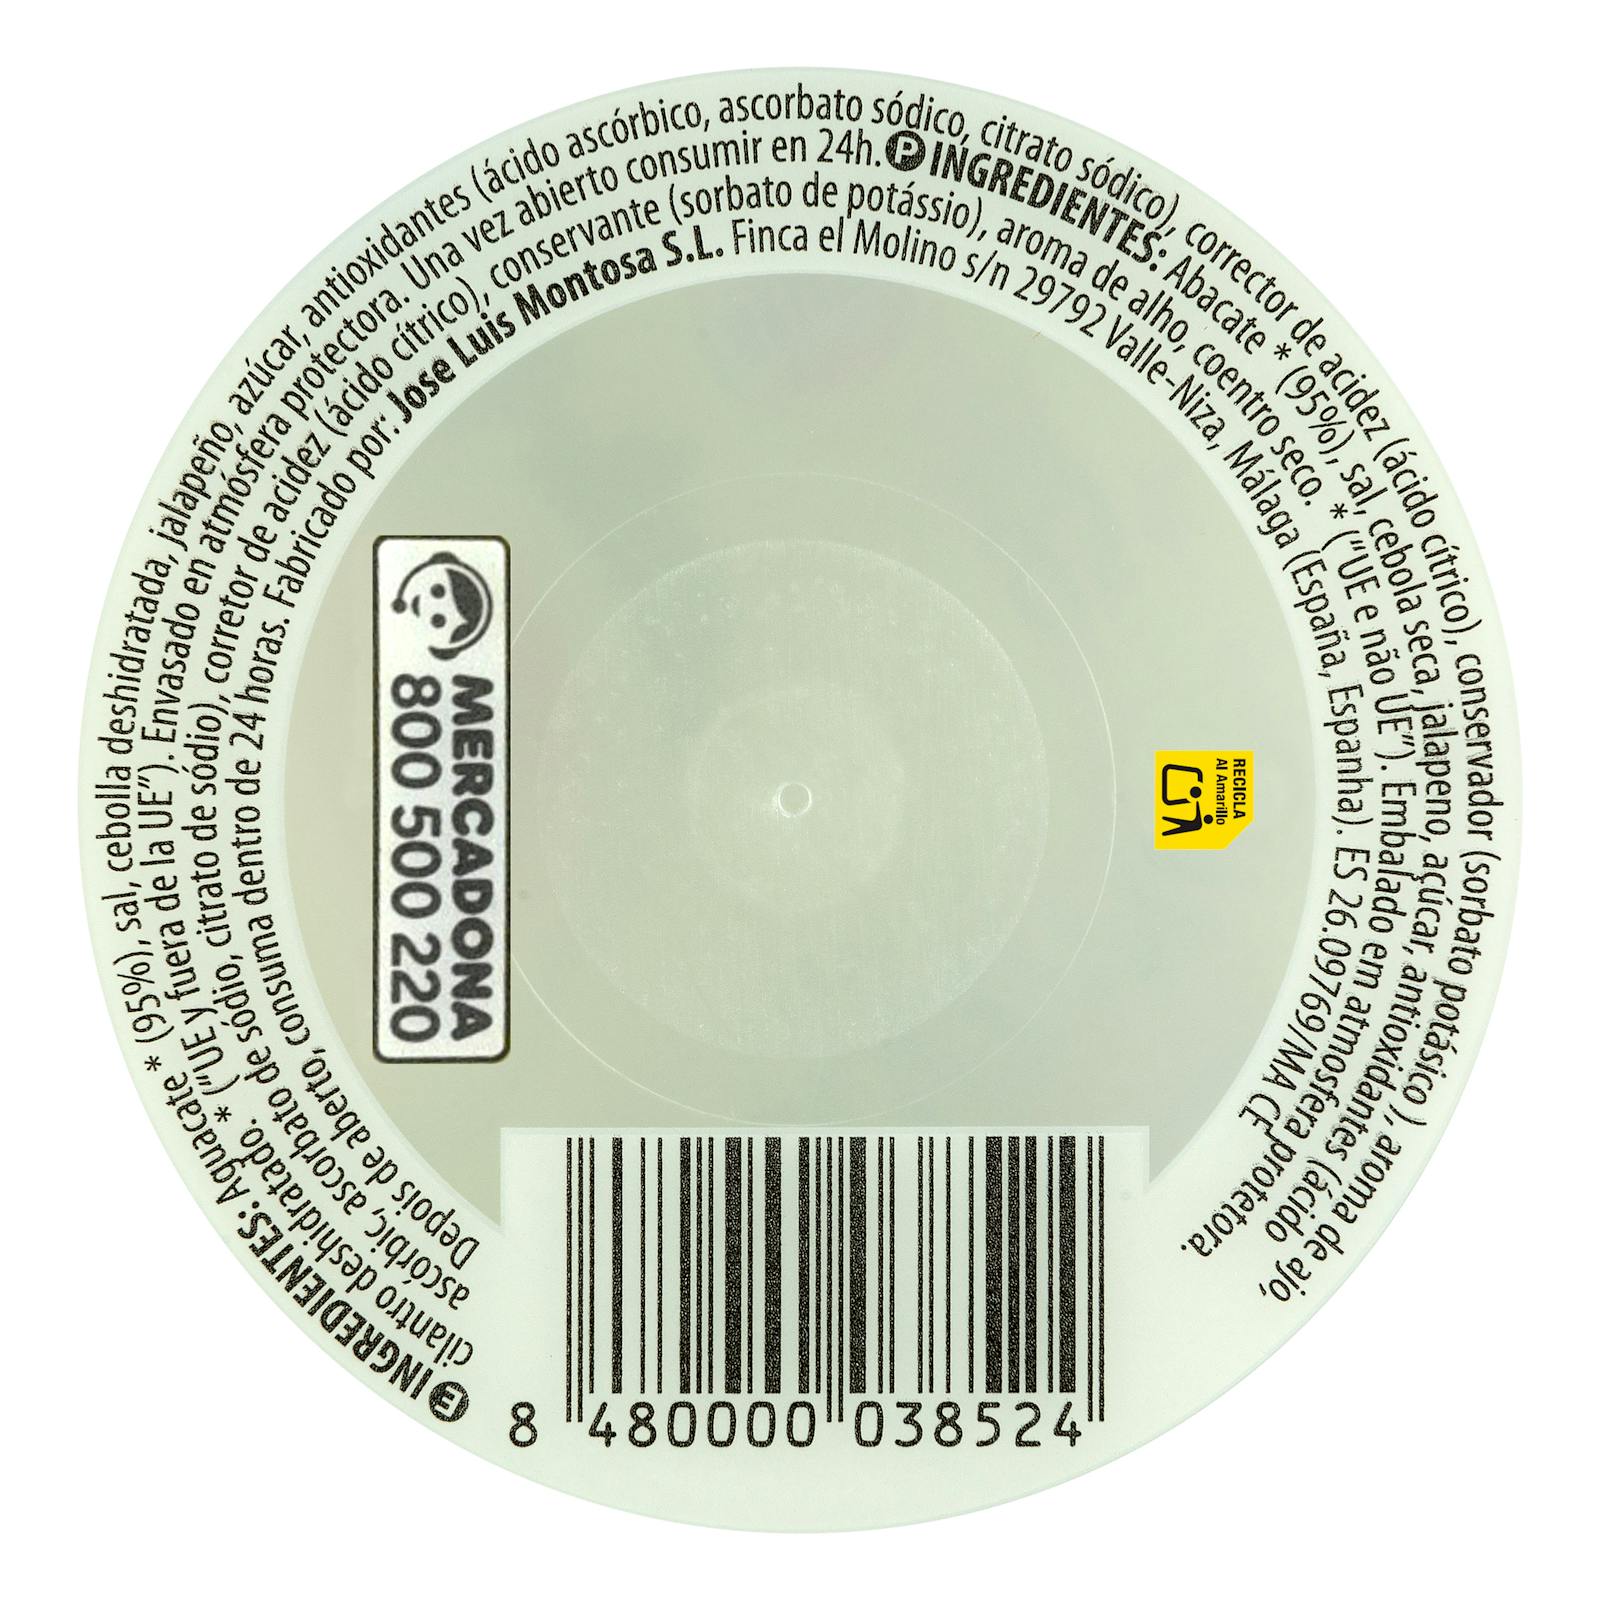 E INGREDIENTES: Aguacate * (95%), sal, cebolla deshidratada, jalapeño, azúcar, antioxidantes (ácido ascórbico, ascorbato sódico, citrato sódico), corrector de acidez (ácido cítrico), conservador (sorbato potásico ), aroma de ajo,
cilantro deshidratado. * ("UE y fuera de la UE"). Envasado en atmósfera protectora. Una vez abierto consumir en 24h. P INGREDIENTES: Abacate * (95%), sal, cebola seca, jalapeno, açúcar, antioxidantes (ácido
ascórbic, ascorbato de sódio, citrato de sódio), corretor de acidez (ácido cítrico), conservante (sorbato de potássio), aroma de alho, coentro seco. * ("UE e não UE"). Embalado em atmosfera protetora.
Depois de aberto, consuma dentro de 24 horas. Fabricado por: Jose Luis Montosa S.L. Finca el Molino s/n 29792 Valle-Niza, Málaga (España, Espanha). ES 26.09769/MA CE
MERCADONA
800 500 220
RECICLA
Al Amarillo
8 480000 038524